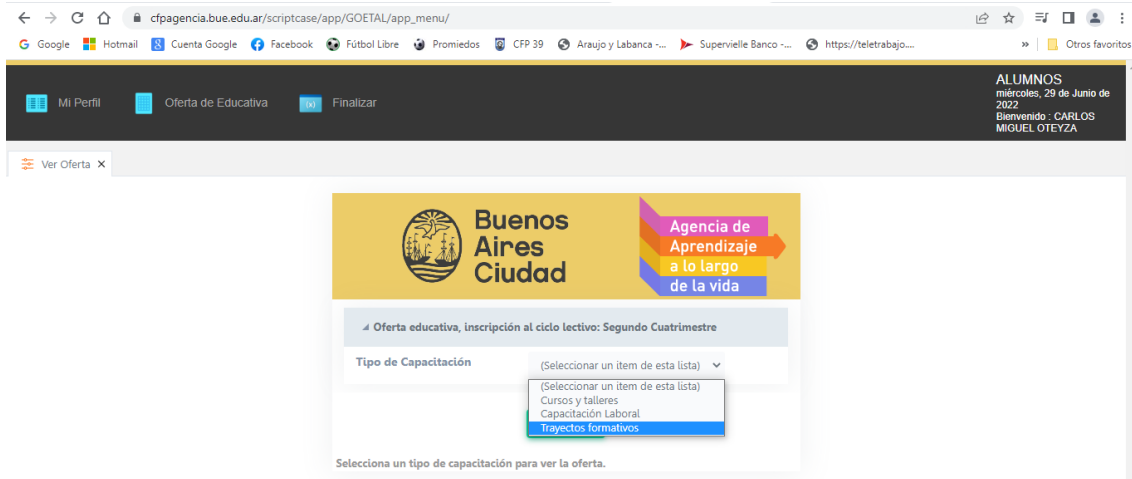 cfpagencia.bue.edu.ar/scriptcase/app/GOETAL/app_menu/
Google Hotmail Cuenta Google Facebook Fútbol Libre Promiedos CFP 39 Araujo y Labanca -... Supervielle Banco -... https://teletrabajo.... » Otros favoritos
Mi Perfil Oferta de Educativa (x) Finalizar
ALUMNOS
miércoles, 29 de Junio de
2022
Bienvenido : CARLOS
MIGUEL OTEYZA
Ver Oferta X
Buenos
Aires
Ciudad
Agencia de
Aprendizaje
a lo largo
de la vida
Oferta educativa, inscripción al ciclo lectivo: Segundo Cuatrimestre
Tipo de Capacitación (Seleccionar un item de esta lista)
(Seleccionar un item de esta lista)
Cursos y talleres
Capacitación Laboral
Trayectos formativos
Selecciona un tipo de capacitación para ver la oferta.